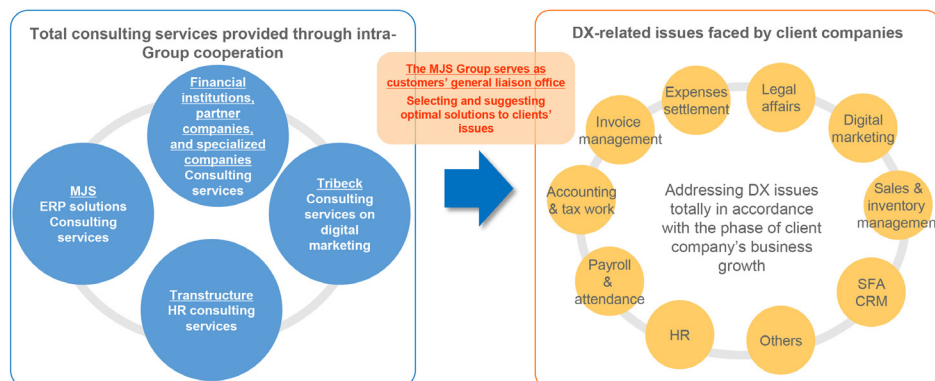 Total consulting services provided through intra-
Group cooperation
Financial
institutions,
partner
companies,
and specialized
companies
Consulting
services
MJS
ERP solutions
Consulting
services
Tribeck
Consulting
services on
digital
marketing
Transtructure
HR consulting
services
The MJS Group serves as
customers' general liaison office
Selecting and suggesting
optimal solutions to clients'
issues
DX-related issues faced by client companies
Expenses
settlement
Legal
affairs
Invoice
management
Digital
marketing
Accounting
& tax work
Addressing DX issues
totally in accordance
with the phase of client
company's business
growth
Sales &
inventory
management
Payroll
&
attendance
SFA
CRM
HR
Others